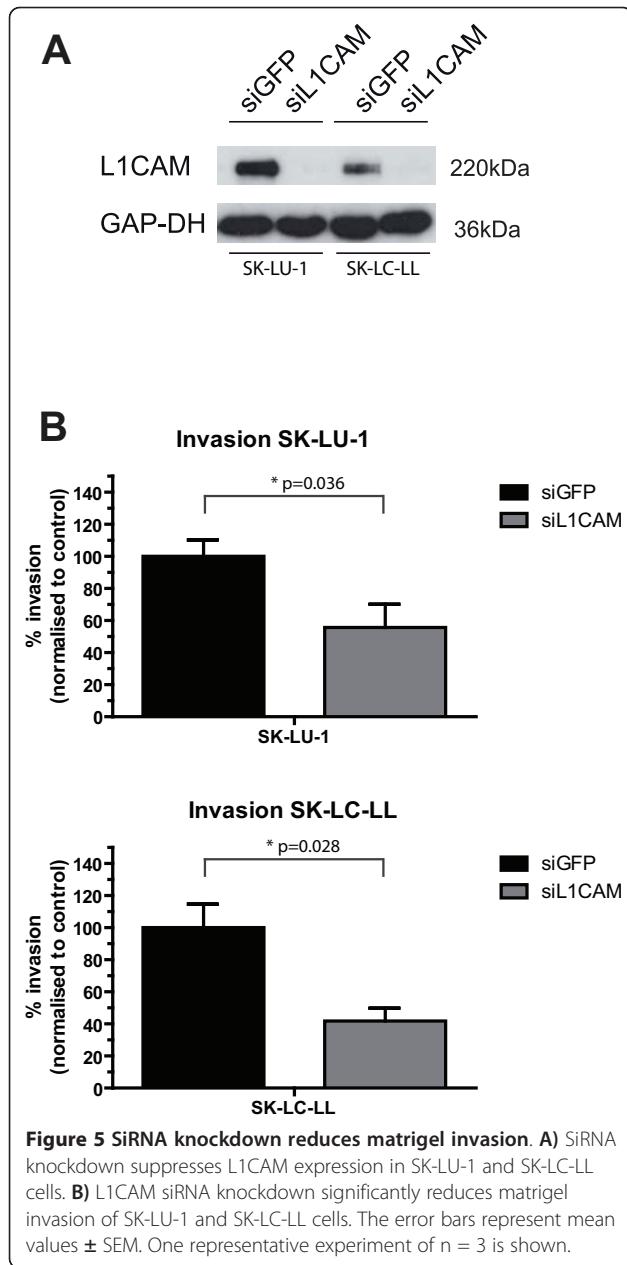 A
siGFP siL1CAM siGFP siL1CAM
L1CAM 220kDa
GAP-DH 36kDa
SK-LU-1 SK-LC-LL
B
Invasion SK-LU-1
* p=0.036
siGFP
siL1CAM
% invasion
(normalised to control)
140
120
100
80
60
40
20
0
SK-LU-1
Invasion SK-LC-LL
* p=0.028
siGFP
siL1CAM
% invasion
(normalised to control)
140
120
100
80
60
40
20
0
SK-LC-LL
Figure 5 SiRNA knockdown reduces matrigel invasion. A) SiRNA
knockdown suppresses L1CAM expression in SK-LU-1 and SK-LC-LL
cells. B) L1CAM siRNA knockdown significantly reduces matrigel
invasion of SK-LU-1 and SK-LC-LL cells. The error bars represent mean
values ± SEM. One representative experiment of n = 3 is shown.